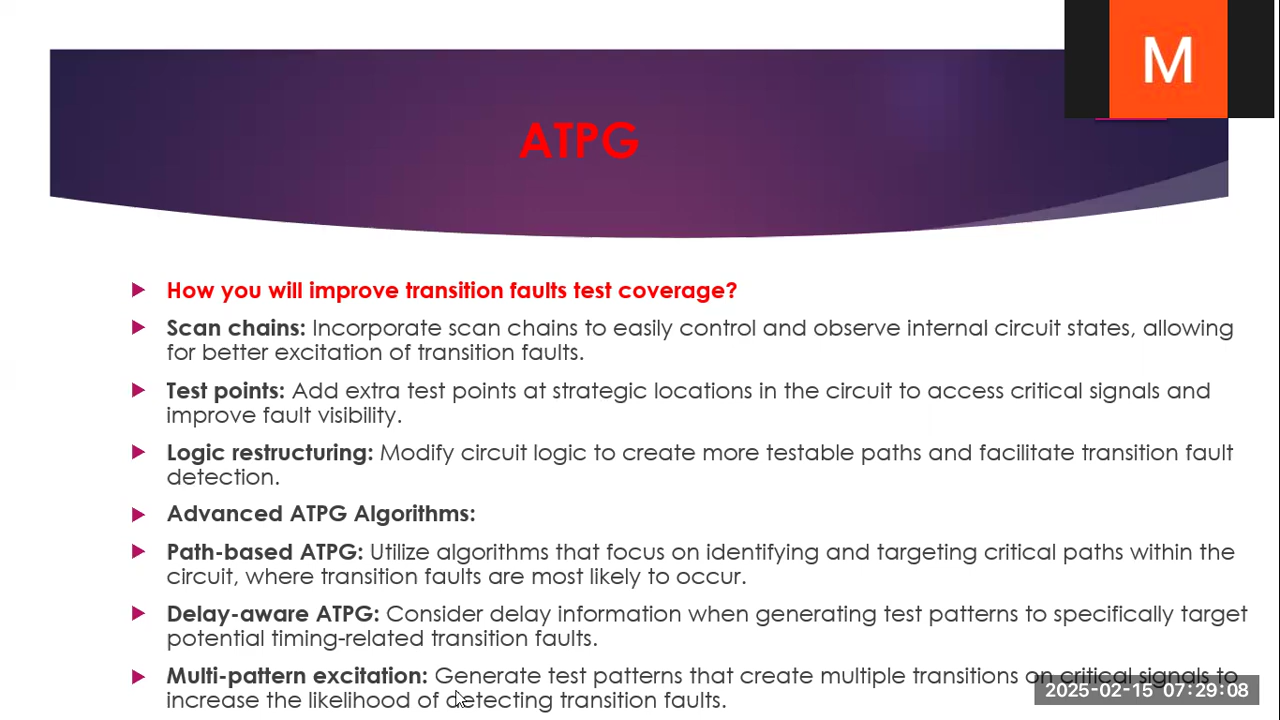 M
ATPG
How you will improve transition faults test coverage?
Scan chains: Incorporate scan chains to easily control and observe internal circuit states, allowing
for better excitation of transition faults.
Test points: Add extra test points at strategic locations in the circuit to access critical signals and
improve fault visibility.
Logic restructuring: Modify circuit logic to create more testable paths and facilitate transition fault
detection.
Advanced ATPG Algorithms:
Path-based ATPG: Utilize algorithms that focus on identifying and targeting critical paths within the
circuit, where transition faults are most likely to occur.
Delay-aware ATPG: Consider delay information when generating test patterns to specifically target
potential timing-related transition faults.
Multi-pattern excitation: Generate test patterns that create multiple transitions on critical signals to
increase the likelihood of detecting transition faults.
2025-02-15 07:29:08